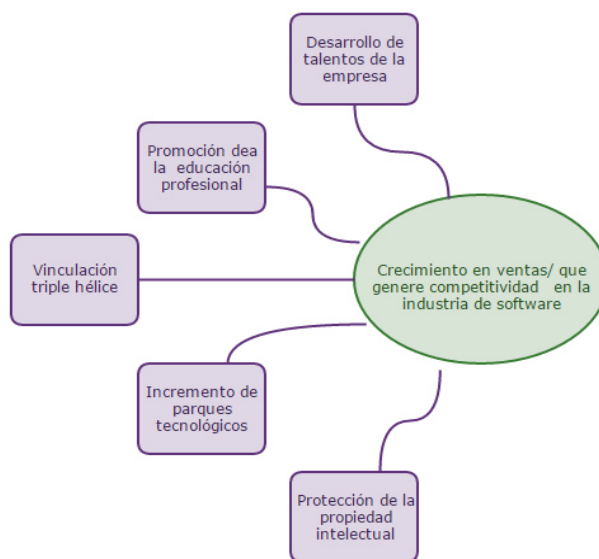 Desarrollo de
talentos de la
empresa
Promoción dea
la educación
profesional
Vinculación
triple hélice
Crecimiento en ventas/ que
genere competitividad en la
industria de software
Incremento de
parques
tecnológicos
Protección de la
propiedad
intelectual